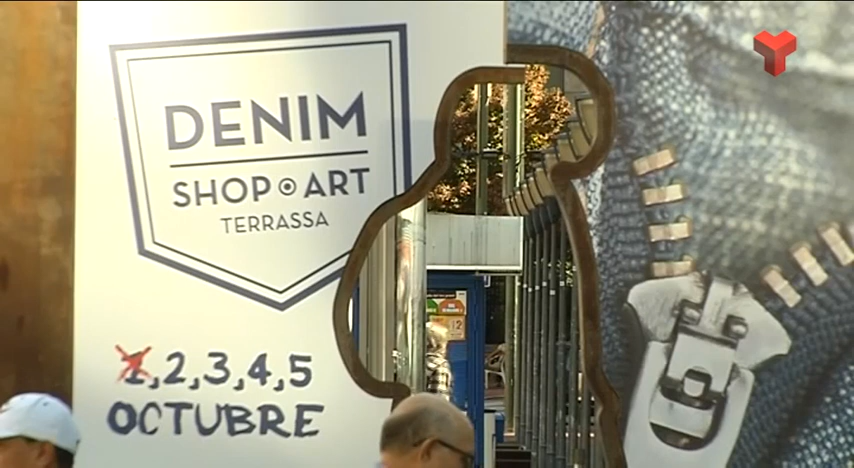 DENIM
SHOP ART
TERRASSA
1,2,3,4,5
OCTUBRE